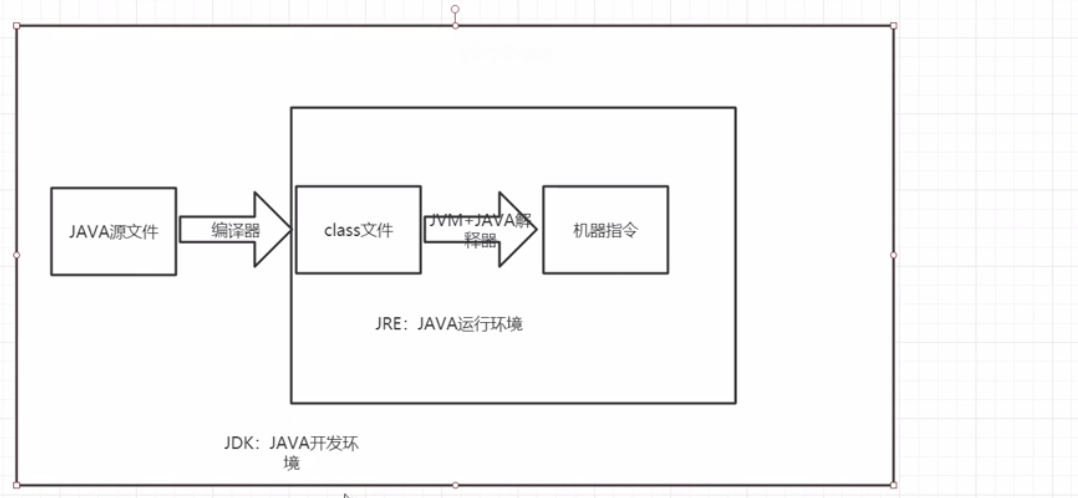 JAVA源文件
编译器
class文件
JVM+JAVA解
释器
机器指令
JRE：JAVA运行环境
JDK：JAVA开发环
境